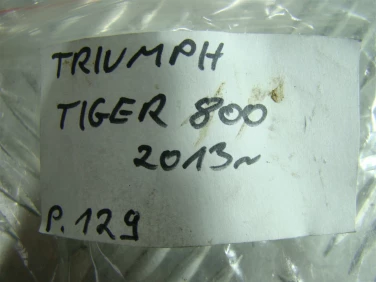 TRIUMPH
TIGER 800
2013~
P.129